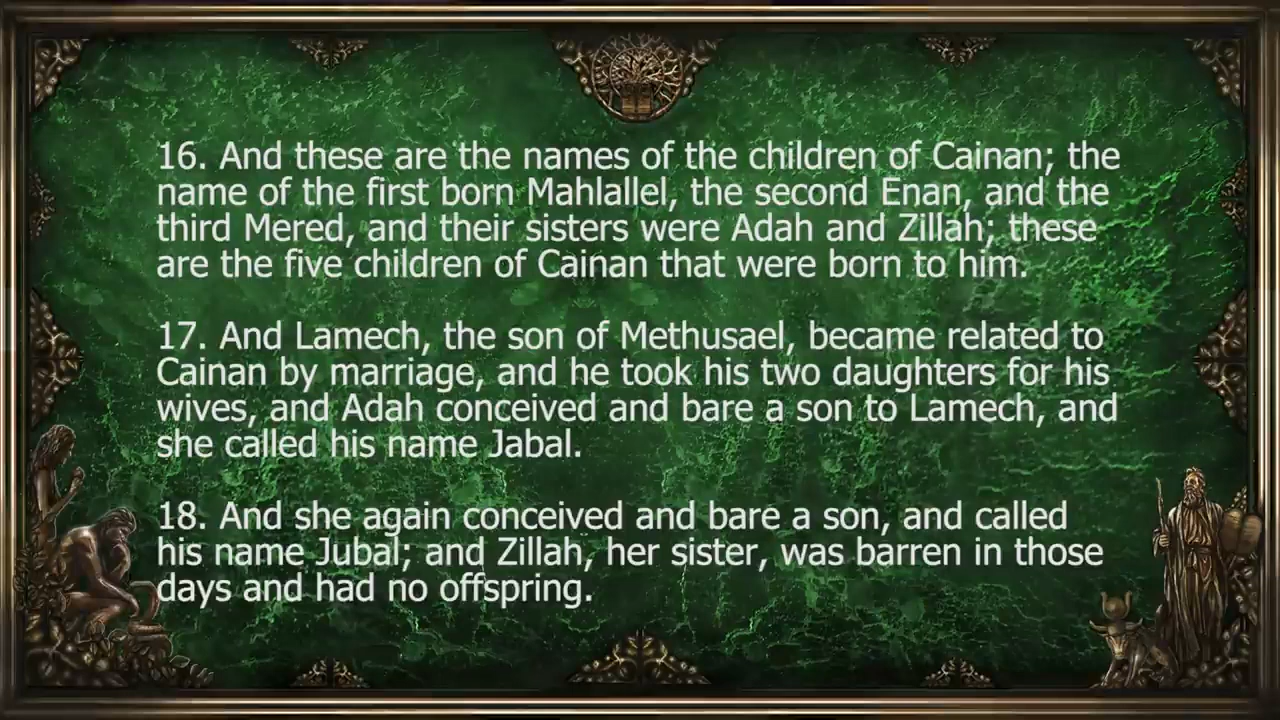 16. And these are the names of the children of Cainan; the
name of the first born Mahlallel, the second Enan, and the
third Mered, and their sisters were Adah and Zillah; these
are the five children of Cainan that were born to him.
17. And Lamech, the son of Methusael, became related to
Cainan by marriage, and he took his two daughters for his
wives, and Adah conceived and bare a son to Lamech, and
she called his name Jabal.
18. And she again conceived and bare a son, and called
his name Jubal; and Zillah, her sister, was barren in those
days and had no offspring.